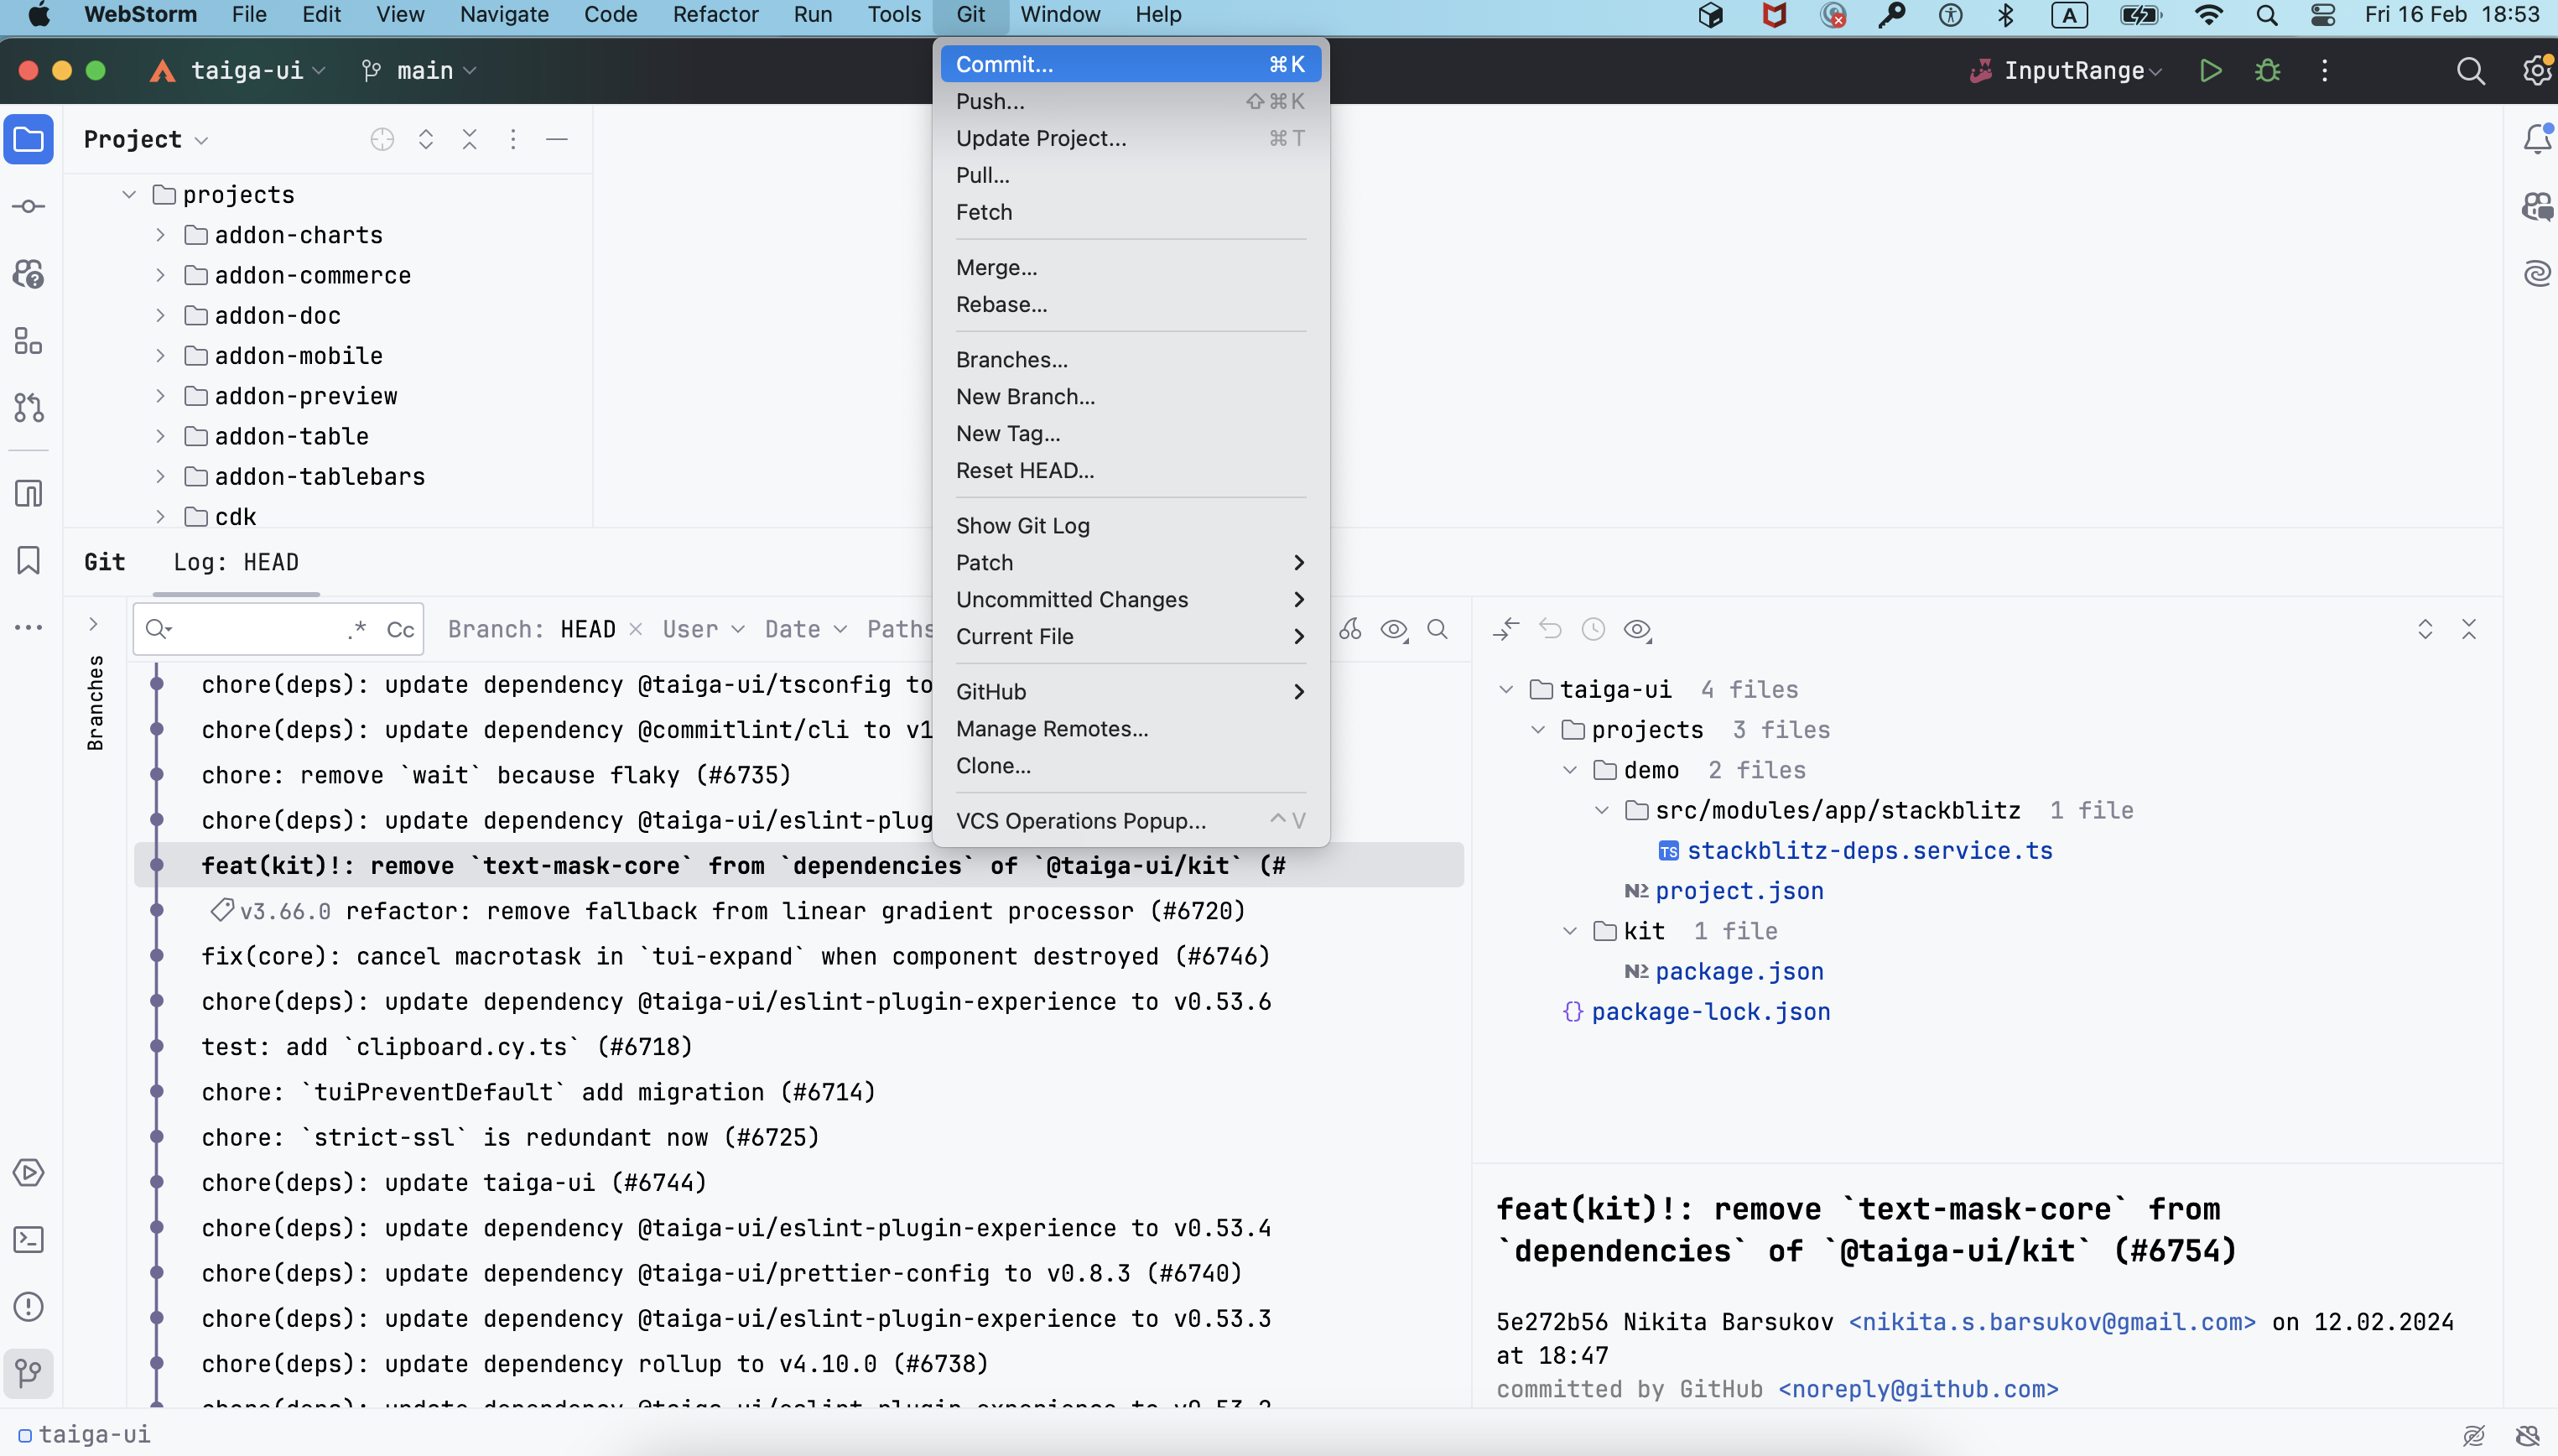 WebStorm File Edit View Navigate Code Refactor Run Tools Git Window Help A Fri 16 Feb 18:53
taiga-ui main InputRange
Project
projects
addon-charts
addon-commerce
addon-doc
addon-mobile
addon-preview
addon-table
addon-tablebars
cdk
Commit... ⌘K
Push... ⇧⌘K
Update Project... ⌘T
Pull...
Fetch
Merge...
Rebase...
Branches...
New Branch...
New Tag...
Reset HEAD...
Show Git Log
Patch
Uncommitted Changes
Current File
GitHub
Manage Remotes...
Clone...
VCS Operations Popup... ^V
Git Log: HEAD
Branches
.* Cc Branch: HEAD User Date Paths
chore(deps): update dependency @taiga-ui/tsconfig to
chore(deps): update dependency @commitlint/cli to v1
chore: remove `wait` because flaky (#6735)
chore(deps): update dependency @taiga-ui/eslint-plug
feat(kit)!: remove `text-mask-core` from `dependencies` of `@taiga-ui/kit` (#
v3.66.0 refactor: remove fallback from linear gradient processor (#6720)
fix(core): cancel macrotask in `tui-expand` when component destroyed (#6746)
chore(deps): update dependency @taiga-ui/eslint-plugin-experience to v0.53.6
test: add `clipboard.cy.ts` (#6718)
chore: `tuiPreventDefault` add migration (#6714)
chore: `strict-ssl` is redundant now (#6725)
chore(deps): update taiga-ui (#6744)
chore(deps): update dependency @taiga-ui/eslint-plugin-experience to v0.53.4
chore(deps): update dependency @taiga-ui/prettier-config to v0.8.3 (#6740)
chore(deps): update dependency @taiga-ui/eslint-plugin-experience to v0.53.3
chore(deps): update dependency rollup to v4.10.0 (#6738)
chore(deps): update dependency @taiga-ui/eslint-plugin-experience to v0.53.2
taiga-ui 4 files
projects 3 files
demo 2 files
src/modules/app/stackblitz 1 file
TS stackblitz-deps.service.ts
project.json
kit 1 file
package.json
{} package-lock.json
feat(kit)!: remove `text-mask-core` from
`dependencies` of `@taiga-ui/kit` (#6754)
5e272b56 Nikita Barsukov <nikita.s.barsukov@gmail.com> on 12.02.2024
at 18:47
committed by GitHub <noreply@github.com>
taiga-ui